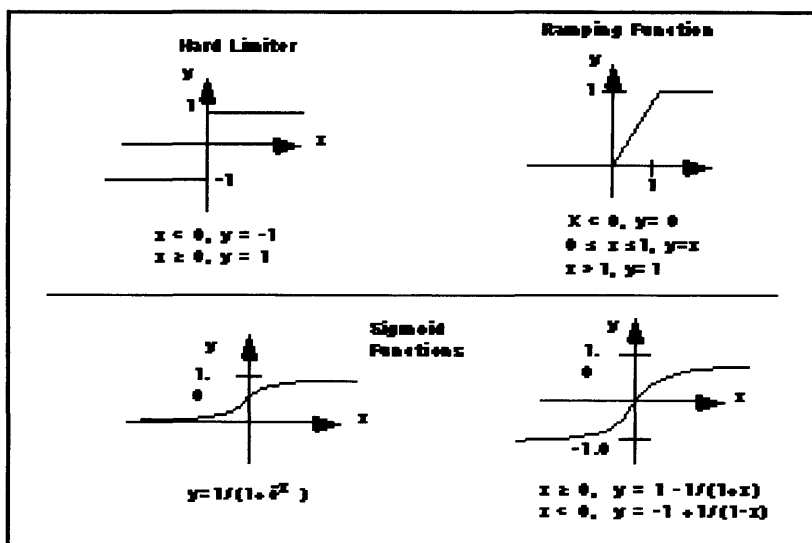 Hard Limiter
y
1
x
-1
x < 0, y = -1
x ≥ 0, y = 1
Ramping Function
y
1
1
X < 0, y= 0
0 ≤ x ≤1, y=x
x > 1, y= 1
Sigmoid
Functions
y
1.
0
x
y=1/(1+ e⁻ˣ )
y
1.
0
x
-1.0
x ≥ 0, y = 1 -1/(1+x)
x < 0, y = -1 +1/(1-x)